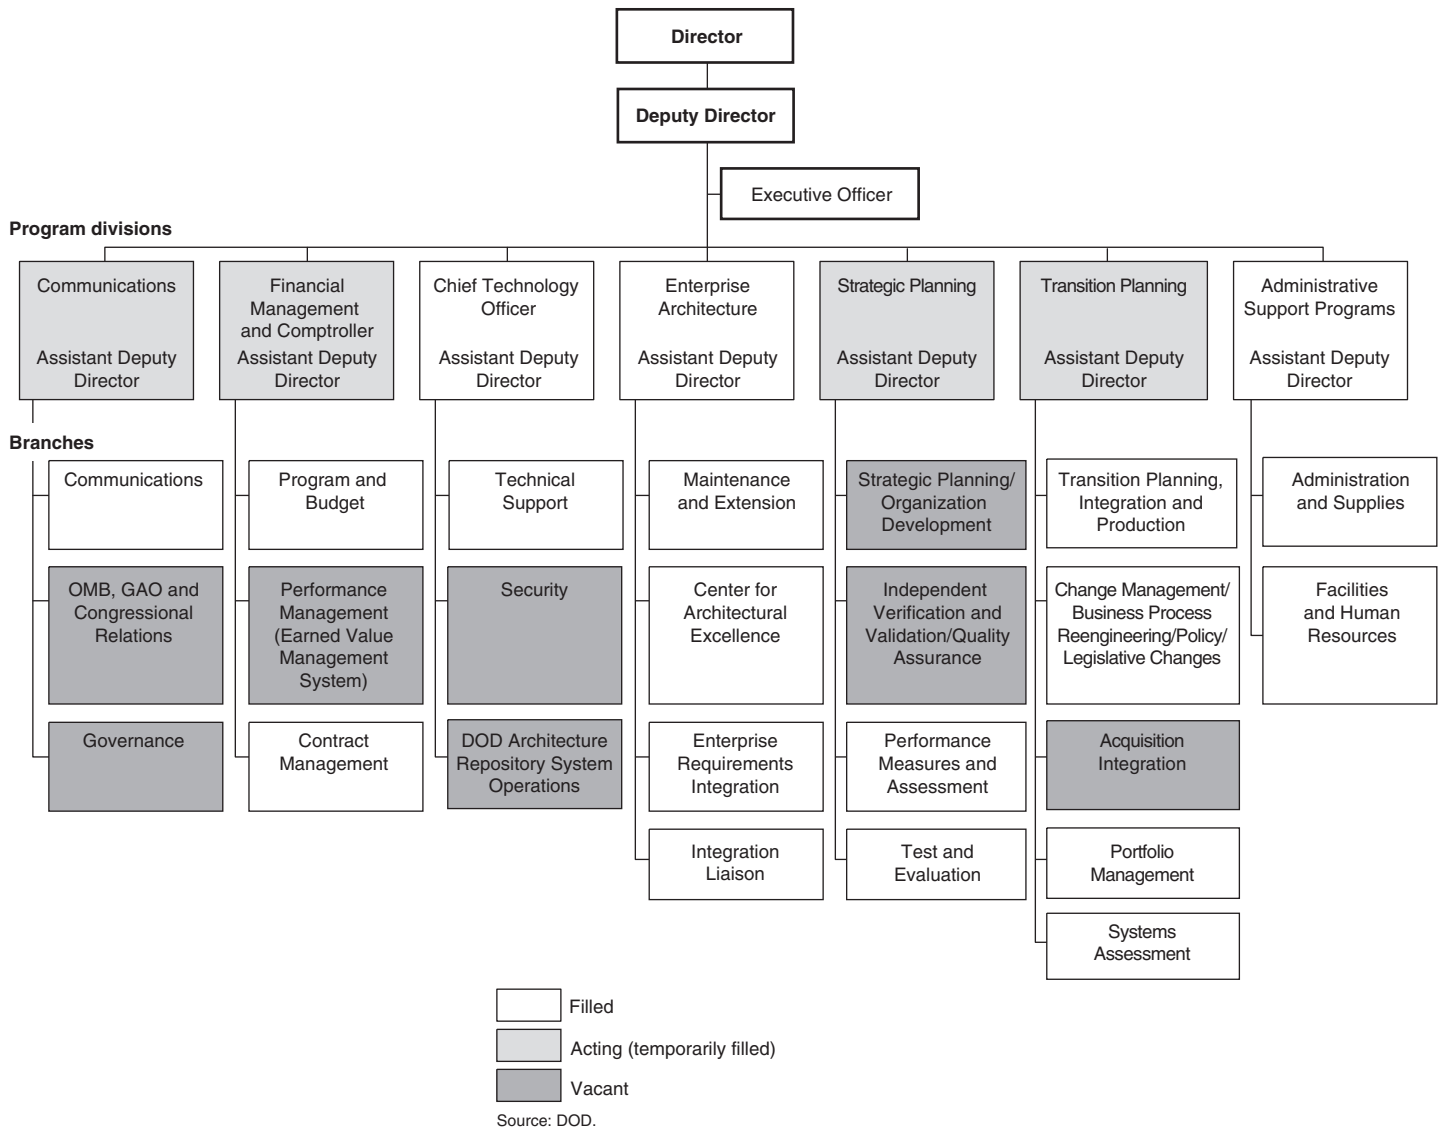 Director
Deputy Director
Executive Officer
Program divisions
Communications
Assistant Deputy
Director
Financial
Management
and Comptroller
Assistant Deputy
Director
Chief Technology
Officer
Assistant Deputy
Director
Enterprise
Architecture
Assistant Deputy
Director
Strategic Planning
Assistant Deputy
Director
Transition Planning
Assistant Deputy
Director
Administrative
Support Programs
Assistant Deputy
Director
Branches
Communications
Program and
Budget
Technical
Support
Maintenance
and Extension
Strategic Planning/
Organization
Development
Transition Planning,
Integration and
Production
Administration
and Supplies
OMB, GAO and
Congressional
Relations
Performance
Management
(Earned Value
Management
System)
Security
Center for
Architectural
Excellence
Independent
Verification and
Validation/Quality
Assurance
Change Management/
Business Process
Reengineering/Policy/
Legislative Changes
Facilities
and Human
Resources
Governance
Contract
Management
DOD Architecture
Repository System
Operations
Enterprise
Requirements
Integration
Performance
Measures and
Assessment
Acquisition
Integration
Integration
Liaison
Test and
Evaluation
Portfolio
Management
Systems
Assessment
Filled
Acting (temporarily filled)
Vacant
Source: DOD.